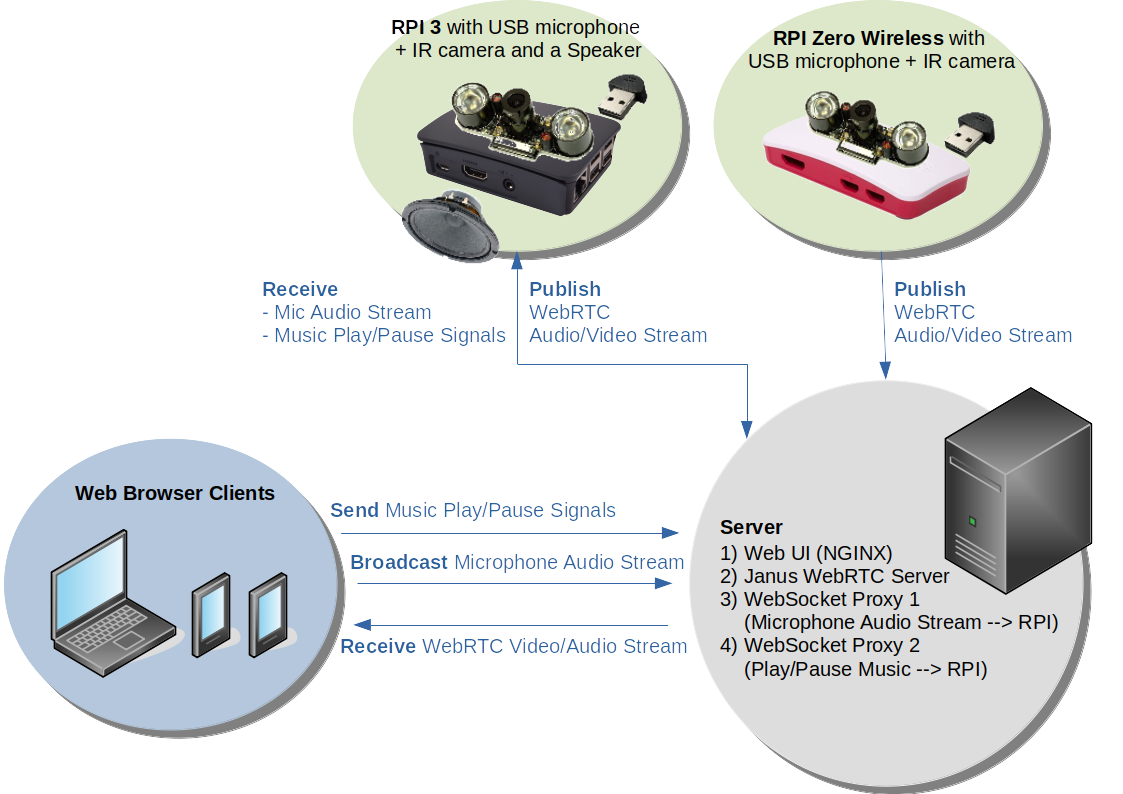 RPI 3 with USB microphone
+ IR camera and a Speaker
RPI Zero Wireless with
USB microphone + IR camera
Receive
- Mic Audio Stream
- Music Play/Pause Signals
Publish
WebRTC
Audio/Video Stream
Publish
WebRTC
Audio/Video Stream
Web Browser Clients
Send Music Play/Pause Signals
Broadcast Microphone Audio Stream
Receive WebRTC Video/Audio Stream
Server
1) Web UI (NGINX)
2) Janus WebRTC Server
3) WebSocket Proxy 1
(Microphone Audio Stream --> RPI)
4) WebSocket Proxy 2
(Play/Pause Music --> RPI)